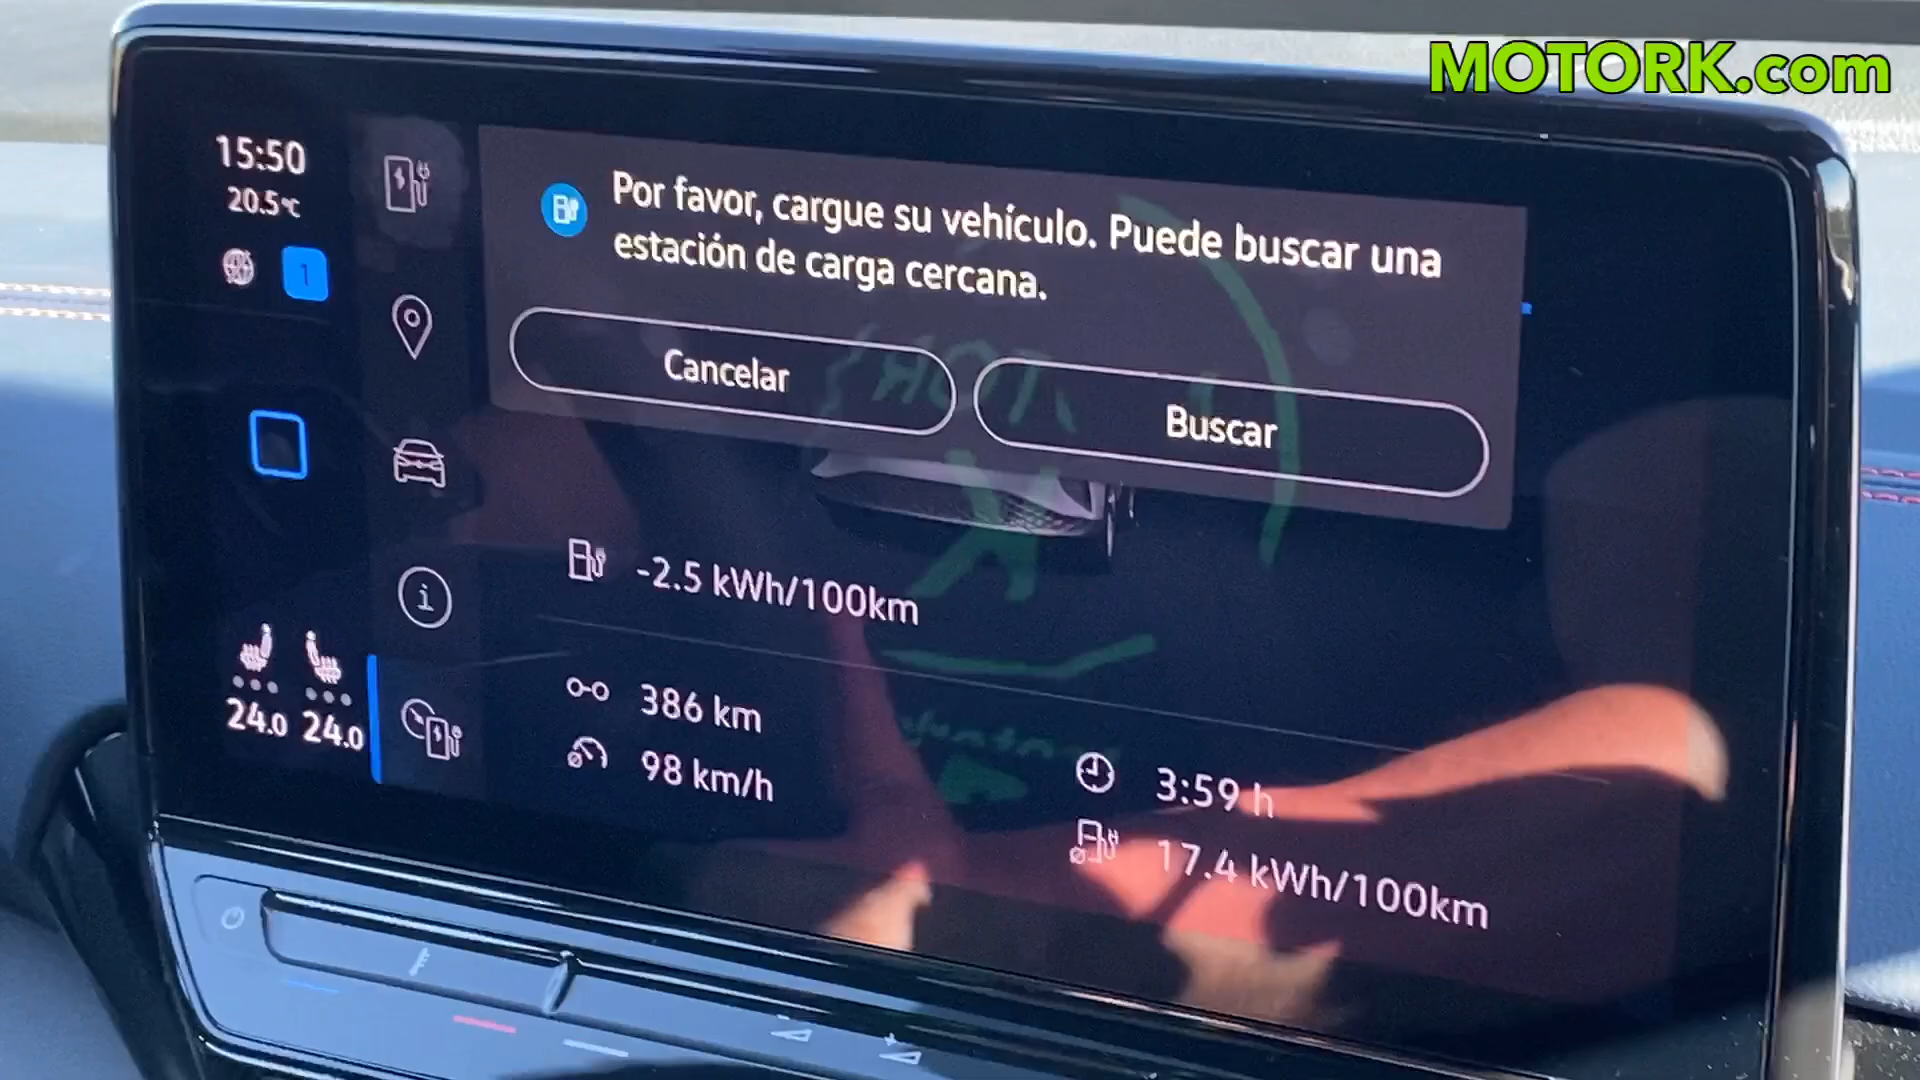 MOTORK.com
15:50
20.5°C
1
Por favor, cargue su vehículo. Puede buscar una
estación de carga cercana.
Cancelar
Buscar
-2.5 kWh/100km
386 km
98 km/h
3:59 h
17.4 kWh/100km
24.0 24.0